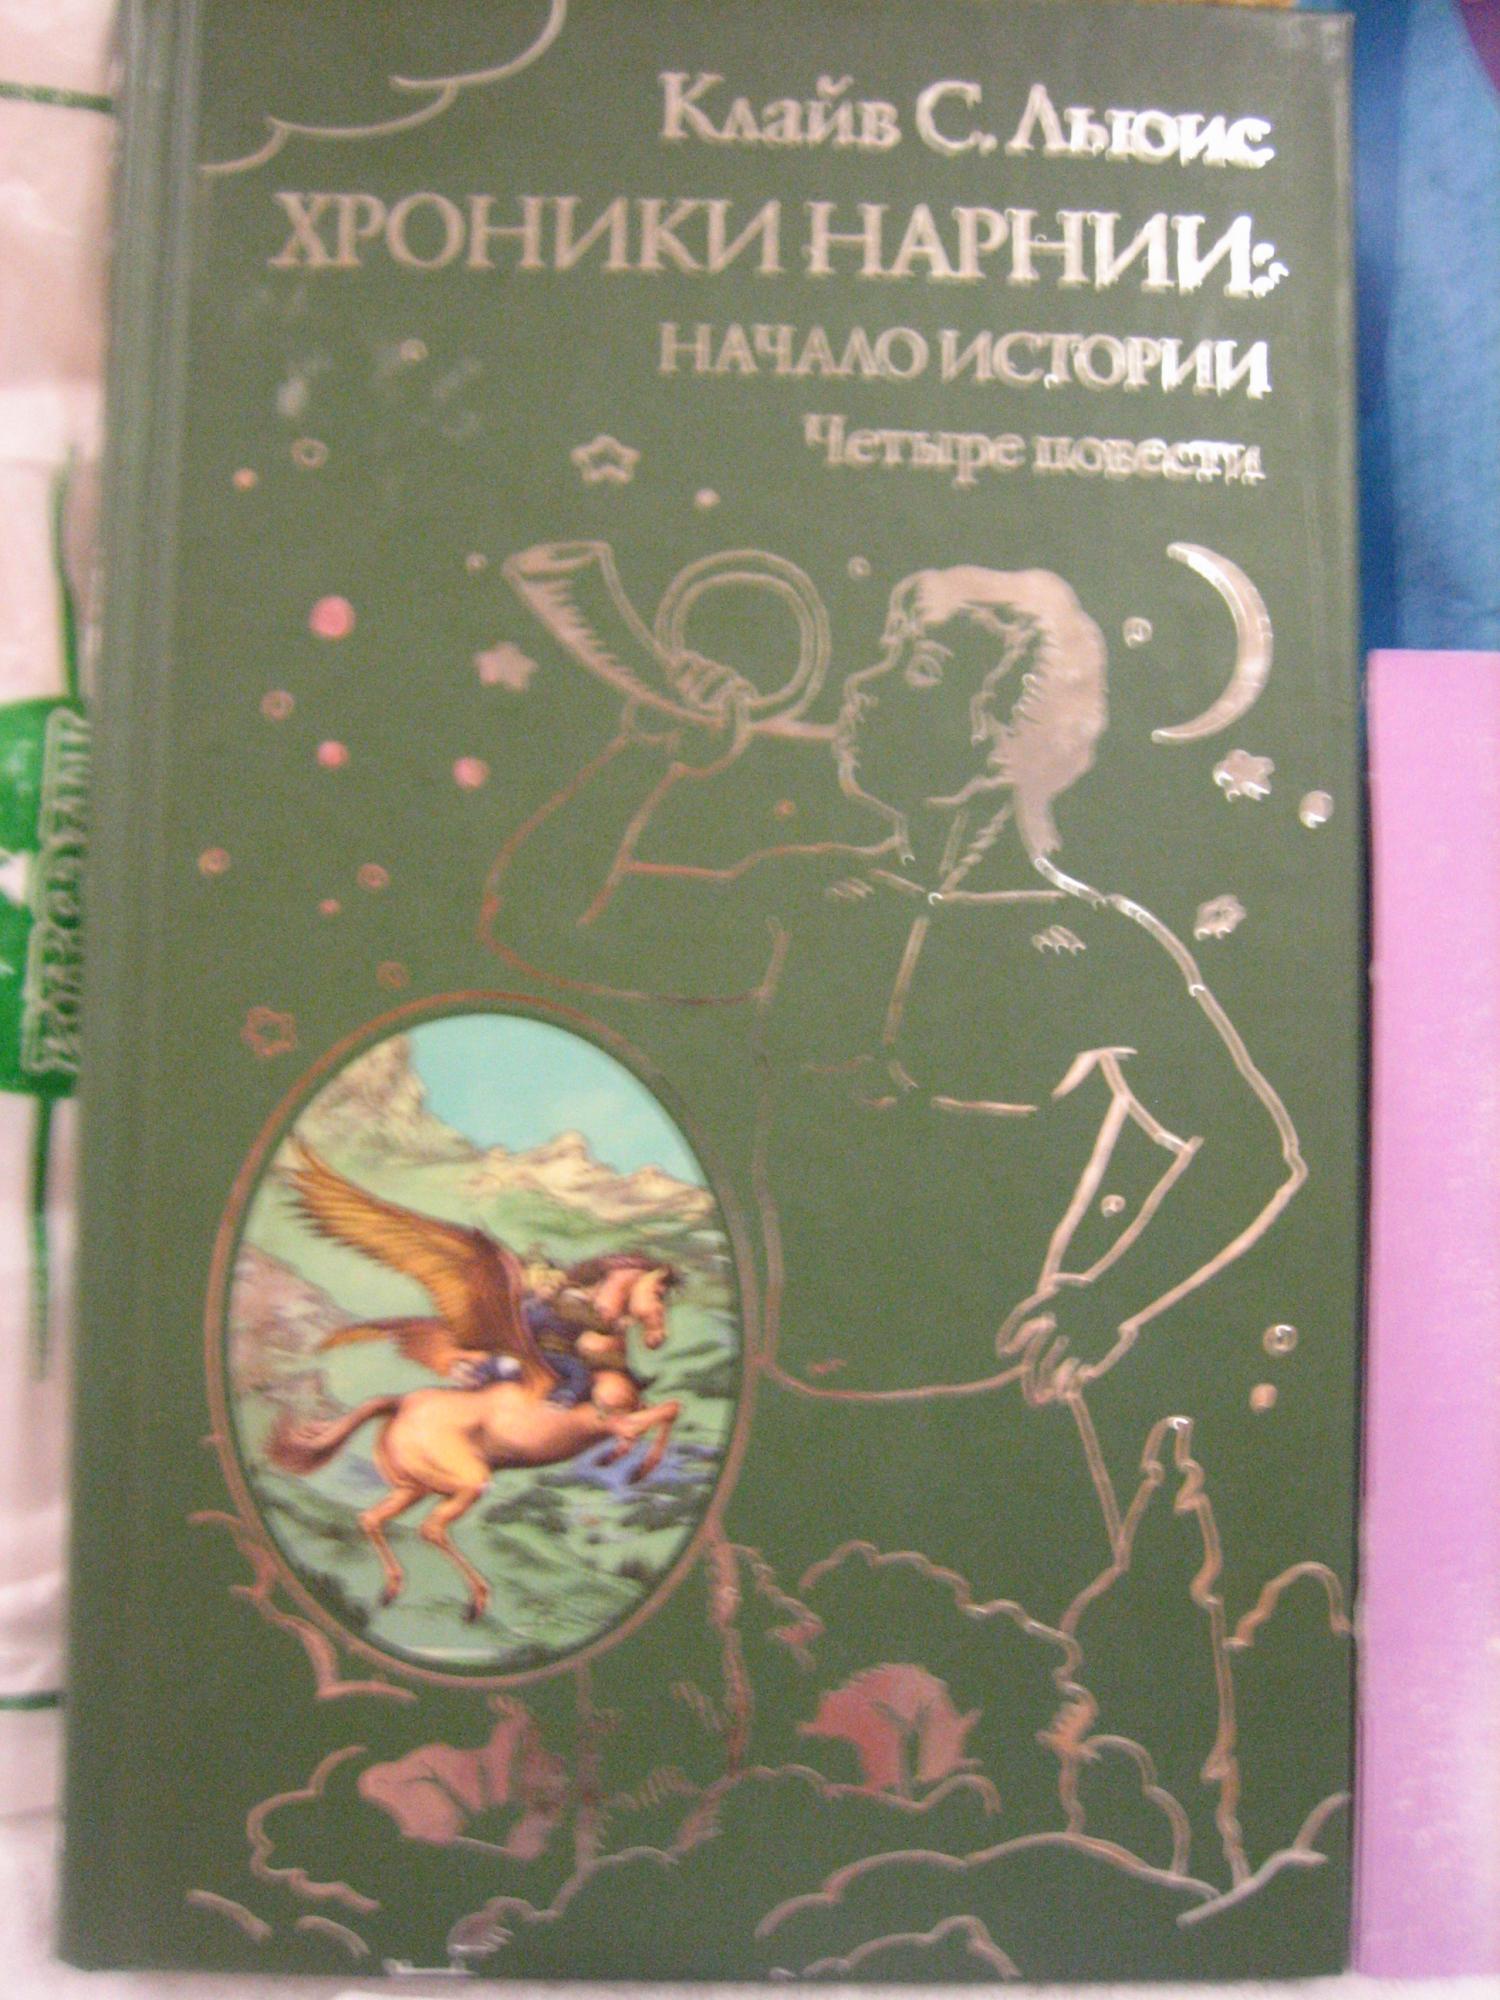 Клайв С. Льюис
ХРОНИКИ НАРНИИ:
НАЧАЛО ИСТОРИИ
Четыре повести